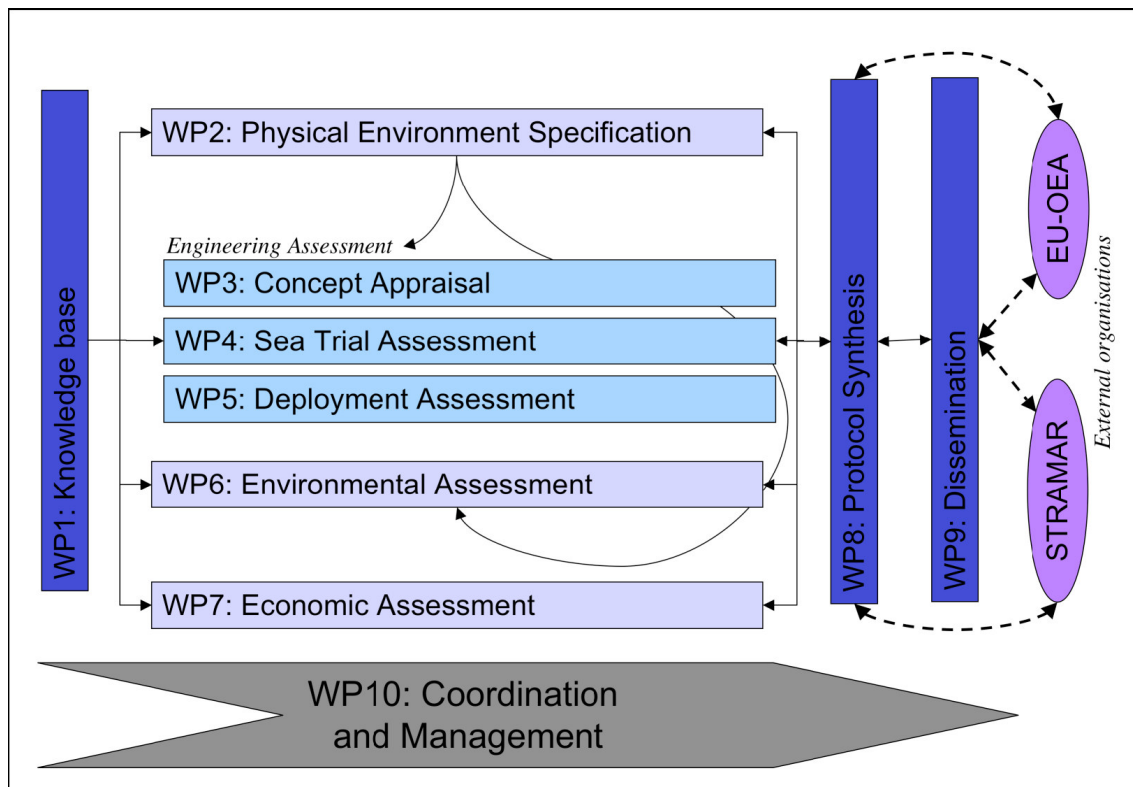 WP1: Knowledge base
WP2: Physical Environment Specification
Engineering Assessment
WP3: Concept Appraisal
WP4: Sea Trial Assessment
WP5: Deployment Assessment
WP6: Environmental Assessment
WP7: Economic Assessment
WP8: Protocol Synthesis
WP9: Dissemination
EU-OEA
STRAMAR
External organisations
WP10: Coordination
and Management